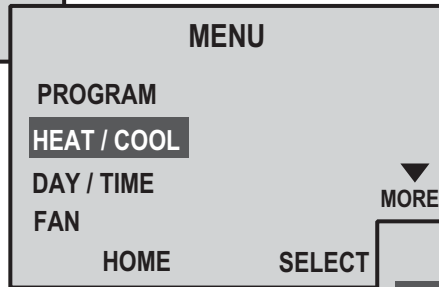 MENU
PROGRAM
HEAT / COOL
DAY / TIME
MORE
FAN
HOME SELECT